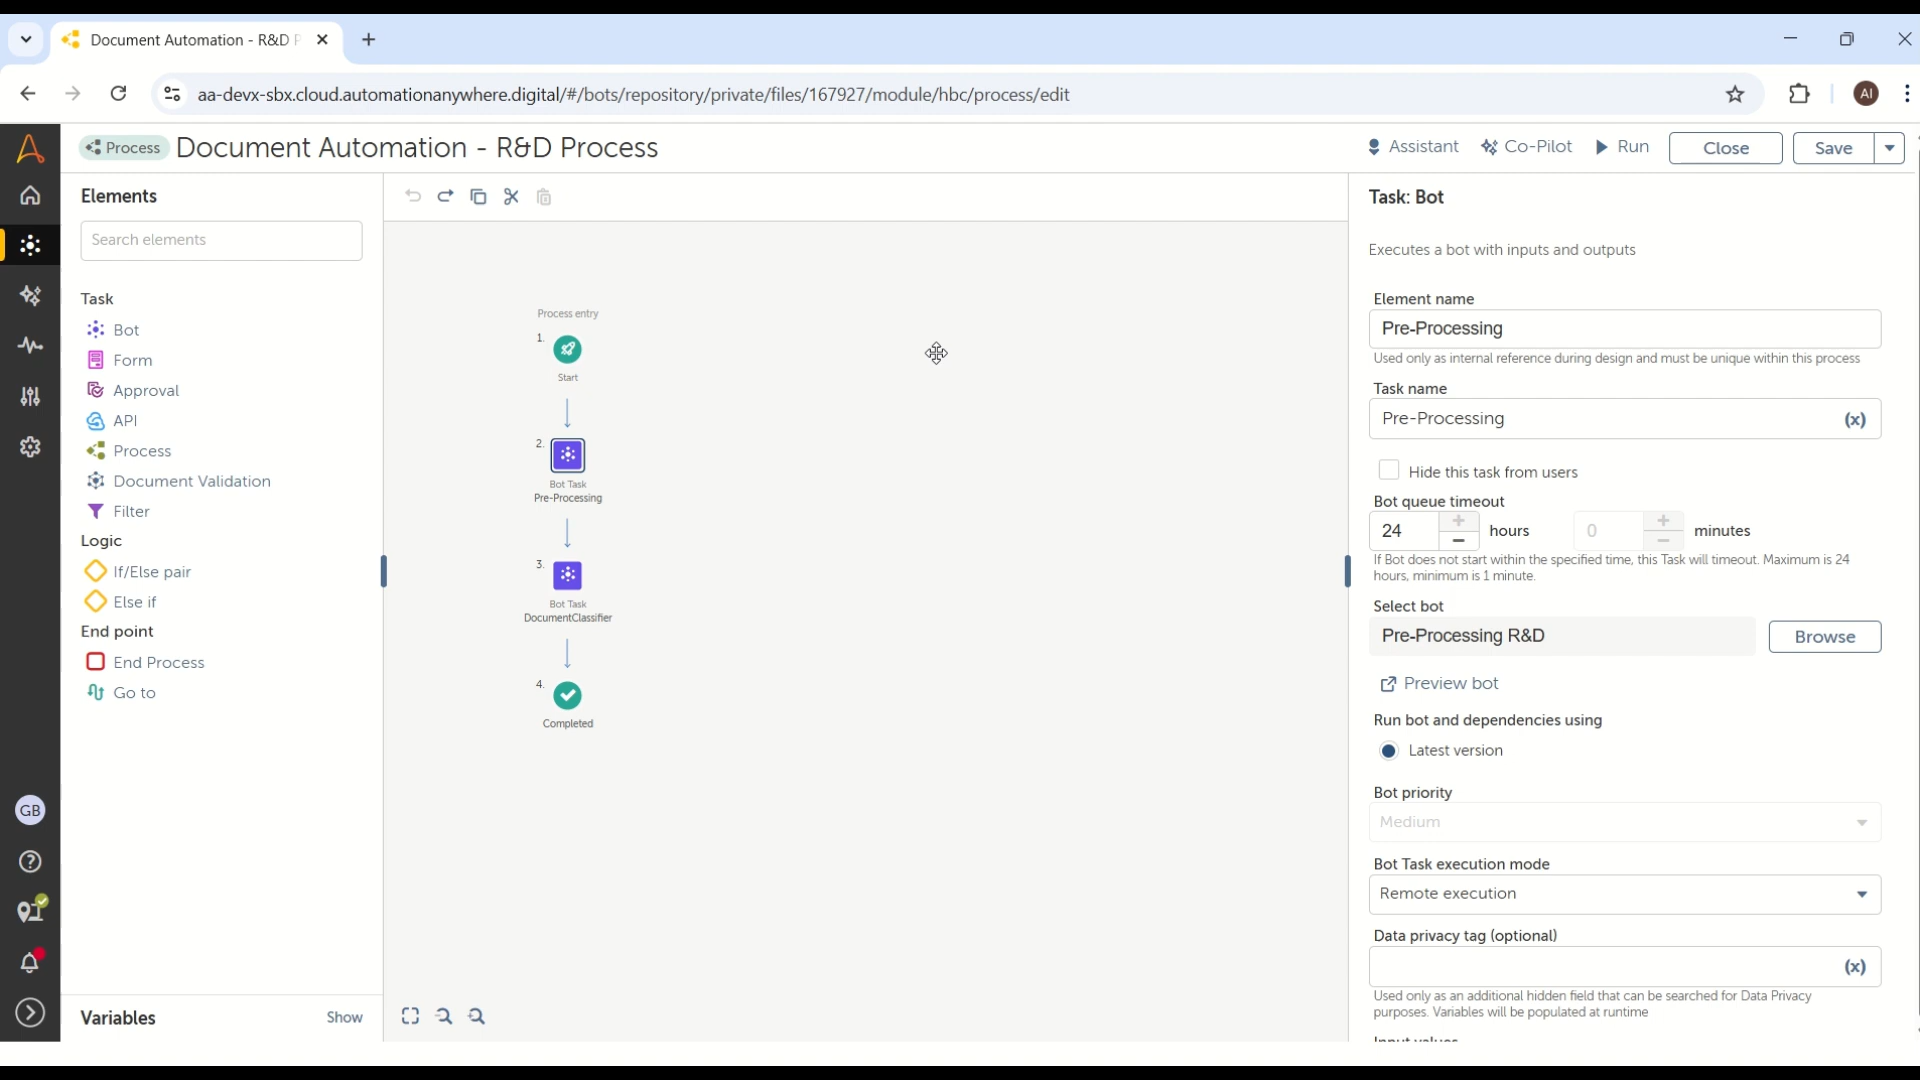 Document Automation - R&D P
aa-devx-sbx.cloud.automationanywhere.digital/#/bots/repository/private/files/167927/module/hbc/process/edit
AI
Process
Document Automation - R&D Process
Assistant
Co-Pilot
Run
Close
Save
Elements
Search elements
Task
Bot
Form
Approval
API
Process
Document Validation
Filter
Logic
If/Else pair
Else if
End point
End Process
Go to
Variables
Show
GB
Process entry
1.
Start
2.
Bot Task
Pre-Processing
3.
Bot Task
DocumentClassifier
4.
Completed
Task: Bot
Executes a bot with inputs and outputs
Element name
Pre-Processing
Used only as internal reference during design and must be unique within this process
Task name
Pre-Processing
(x)
Hide this task from users
Bot queue timeout
24
hours
0
minutes
If Bot does not start within the specified time, this Task will timeout. Maximum is 24
hours, minimum is 1 minute.
Select bot
Pre-Processing R&D
Browse
Preview bot
Run bot and dependencies using
Latest version
Bot priority
Medium
Bot Task execution mode
Remote execution
Data privacy tag (optional)
(x)
Used only as an additional hidden field that can be searched for Data Privacy
purposes. Variables will be populated at runtime